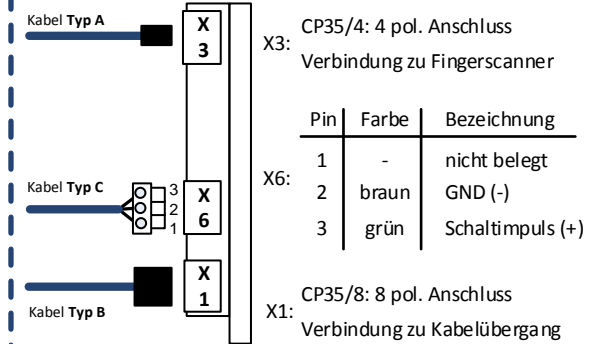 Kabel Typ A
X
3
X3:
CP35/4: 4 pol. Anschluss
Verbindung zu Fingerscanner
Kabel Typ C
3
2
1
X
6
X6:
Pin Farbe Bezeichnung
1 - nicht belegt
2 braun GND (-)
3 grün Schaltimpuls (+)
Kabel Typ B
X
1
X1:
CP35/8: 8 pol. Anschluss
Verbindung zu Kabelübergang